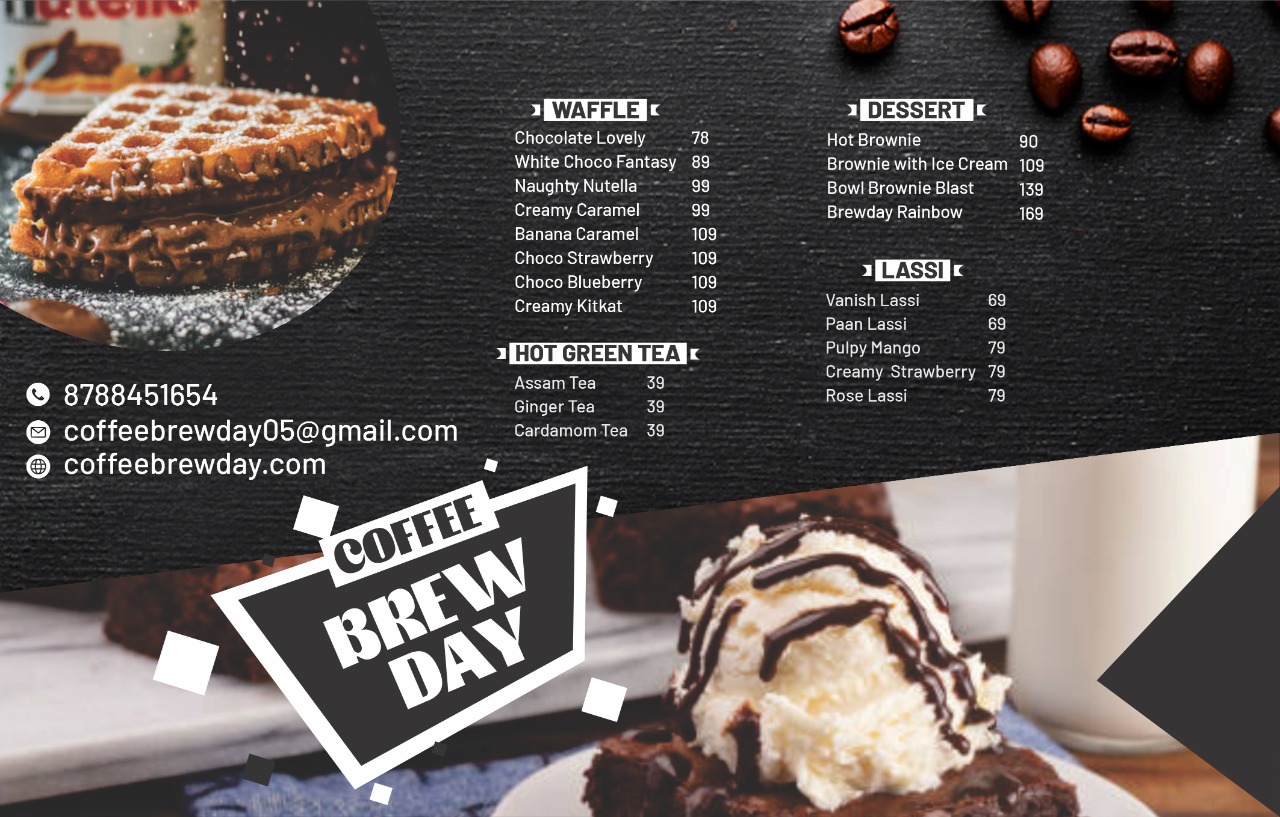 nutella
WAFFLE
Chocolate Lovely 78
White Choco Fantasy 89
Naughty Nutella 99
Creamy Caramel 99
Banana Caramel 109
Choco Strawberry 109
Choco Blueberry 109
Creamy Kitkat 109
HOT GREEN TEA
Assam Tea 39
Ginger Tea 39
Cardamom Tea 39
DESSERT
Hot Brownie 90
Brownie with Ice Cream 109
Bowl Brownie Blast 139
Brewday Rainbow 169
LASSI
Vanish Lassi 69
Paan Lassi 69
Pulpy Mango 79
Creamy Strawberry 79
Rose Lassi 79
8788451654
coffeebrewday05@gmail.com
coffeebrewday.com
COFFEE
BREW
DAY